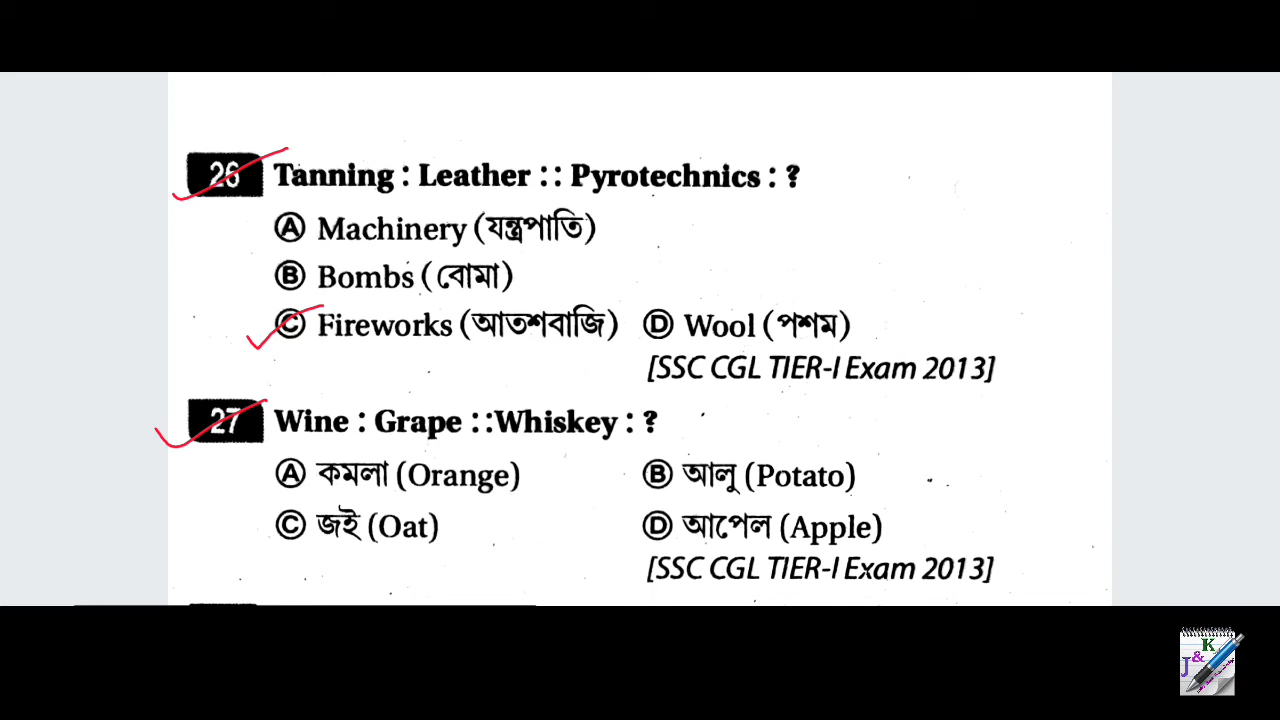 26 Tanning : Leather :: Pyrotechnics : ?
Ⓐ Machinery (যন্ত্রপাতি)
Ⓑ Bombs (বোমা)
Ⓒ Fireworks (আতশবাজি) Ⓓ Wool (পশম)
[SSC CGL TIER-I Exam 2013]
27 Wine : Grape ::Whiskey : ?
Ⓐ কমলা (Orange) Ⓑ আলু (Potato)
Ⓒ জই (Oat) Ⓓ আপেল (Apple)
[SSC CGL TIER-I Exam 2013]
J&K